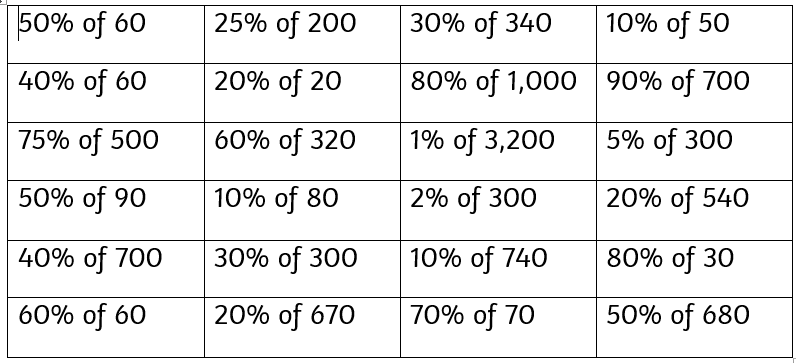 50% of 60 25% of 200 30% of 340 10% of 50
40% of 60 20% of 20 80% of 1,000 90% of 700
75% of 500 60% of 320 1% of 3,200 5% of 300
50% of 90 10% of 80 2% of 300 20% of 540
40% of 700 30% of 300 10% of 740 80% of 30
60% of 60 20% of 670 70% of 70 50% of 680